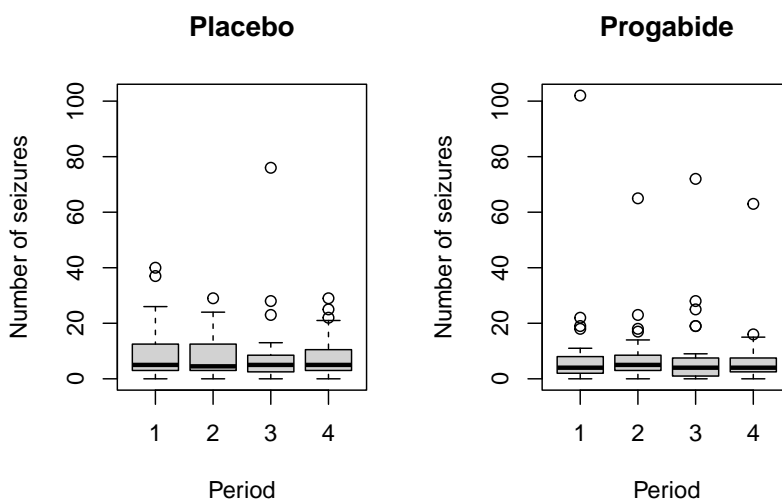 Placebo
Number of seizures
0 20 40 60 80 100
1 2 3 4
Period
Progabide
Number of seizures
0 20 40 60 80 100
1 2 3 4
Period